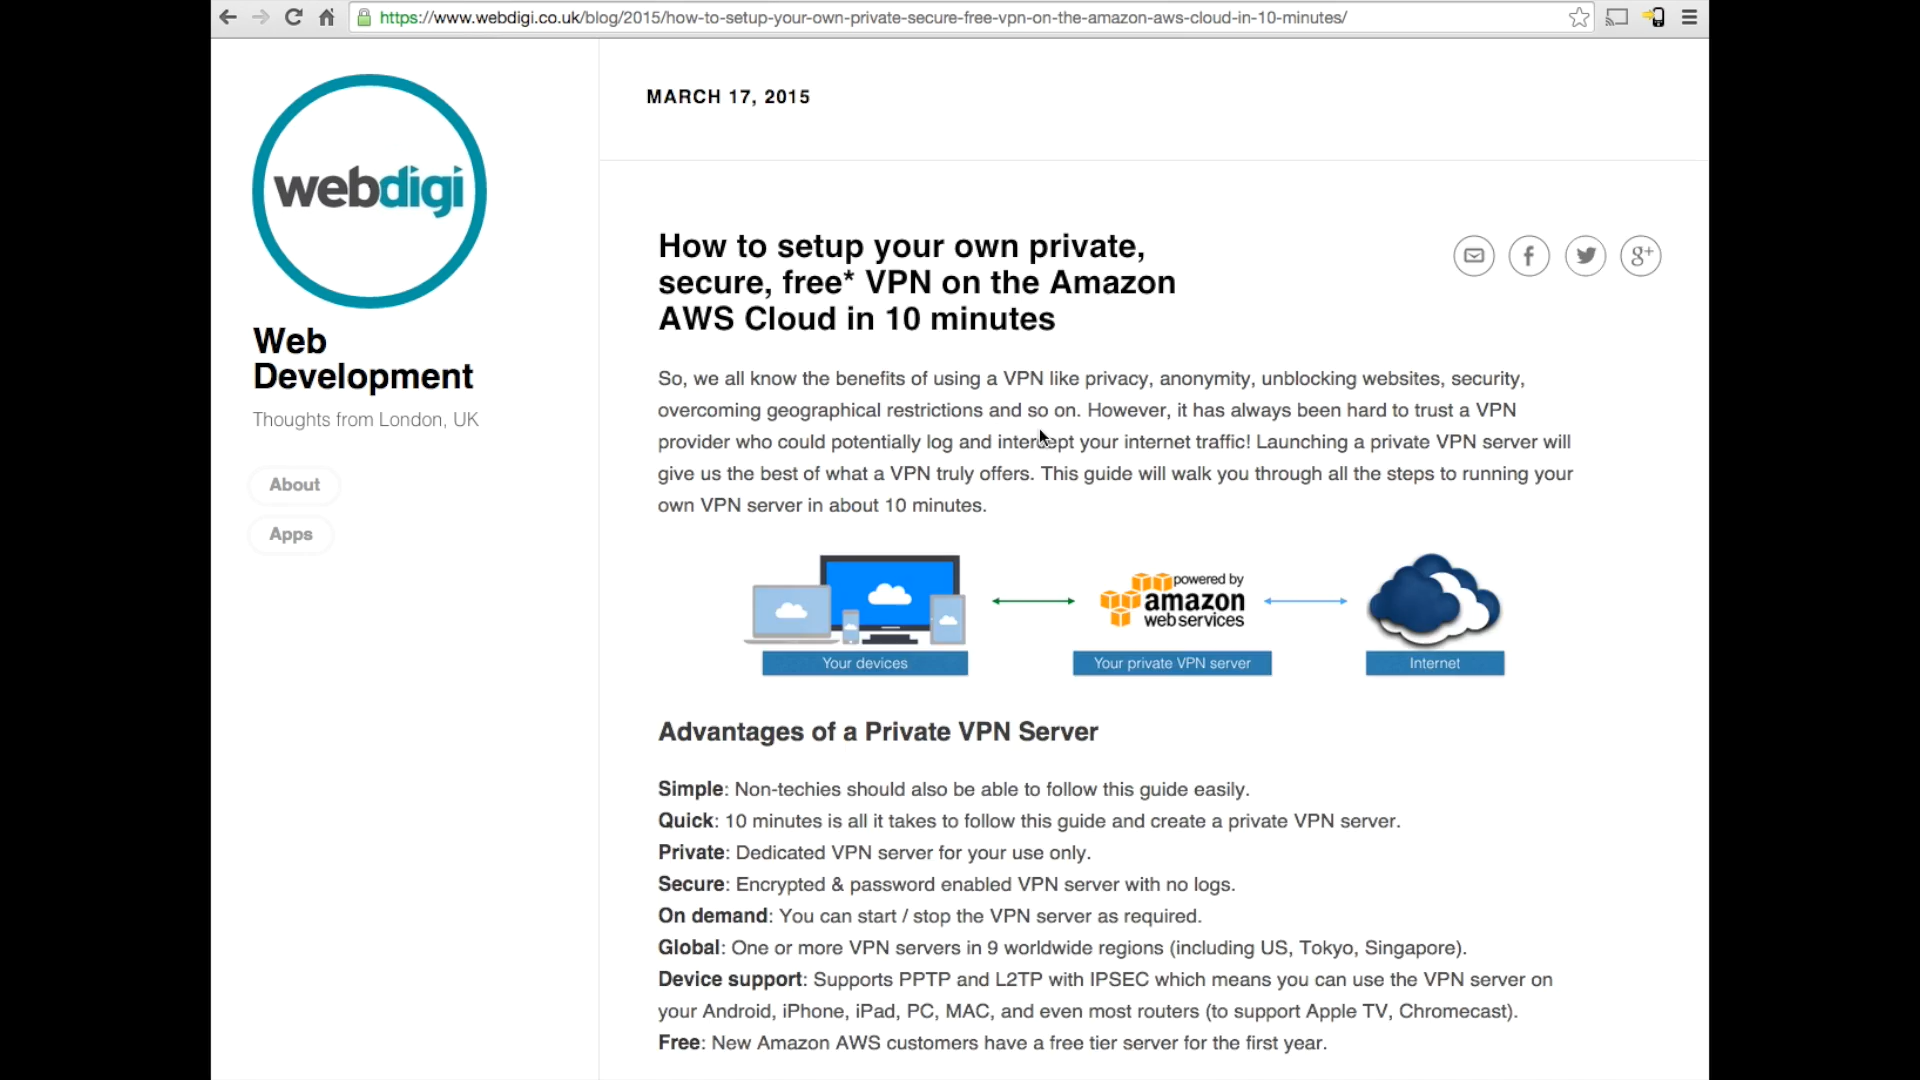 https://www.webdigi.co.uk/blog/2015/how-to-setup-your-own-private-secure-free-vpn-on-the-amazon-aws-cloud-in-10-minutes/
webdigi
Web
Development
Thoughts from London, UK
About
Apps
MARCH 17, 2015
How to setup your own private,
secure, free* VPN on the Amazon
AWS Cloud in 10 minutes
f
g+
So, we all know the benefits of using a VPN like privacy, anonymity, unblocking websites, security,
overcoming geographical restrictions and so on. However, it has always been hard to trust a VPN
provider who could potentially log and intercept your internet traffic! Launching a private VPN server will
give us the best of what a VPN truly offers. This guide will walk you through all the steps to running your
own VPN server in about 10 minutes.
powered by
amazon
webservices
Your devices
Your private VPN server
Internet
Advantages of a Private VPN Server
Simple: Non-techies should also be able to follow this guide easily.
Quick: 10 minutes is all it takes to follow this guide and create a private VPN server.
Private: Dedicated VPN server for your use only.
Secure: Encrypted & password enabled VPN server with no logs.
On demand: You can start / stop the VPN server as required.
Global: One or more VPN servers in 9 worldwide regions (including US, Tokyo, Singapore).
Device support: Supports PPTP and L2TP with IPSEC which means you can use the VPN server on
your Android, iPhone, iPad, PC, MAC, and even most routers (to support Apple TV, Chromecast).
Free: New Amazon AWS customers have a free tier server for the first year.